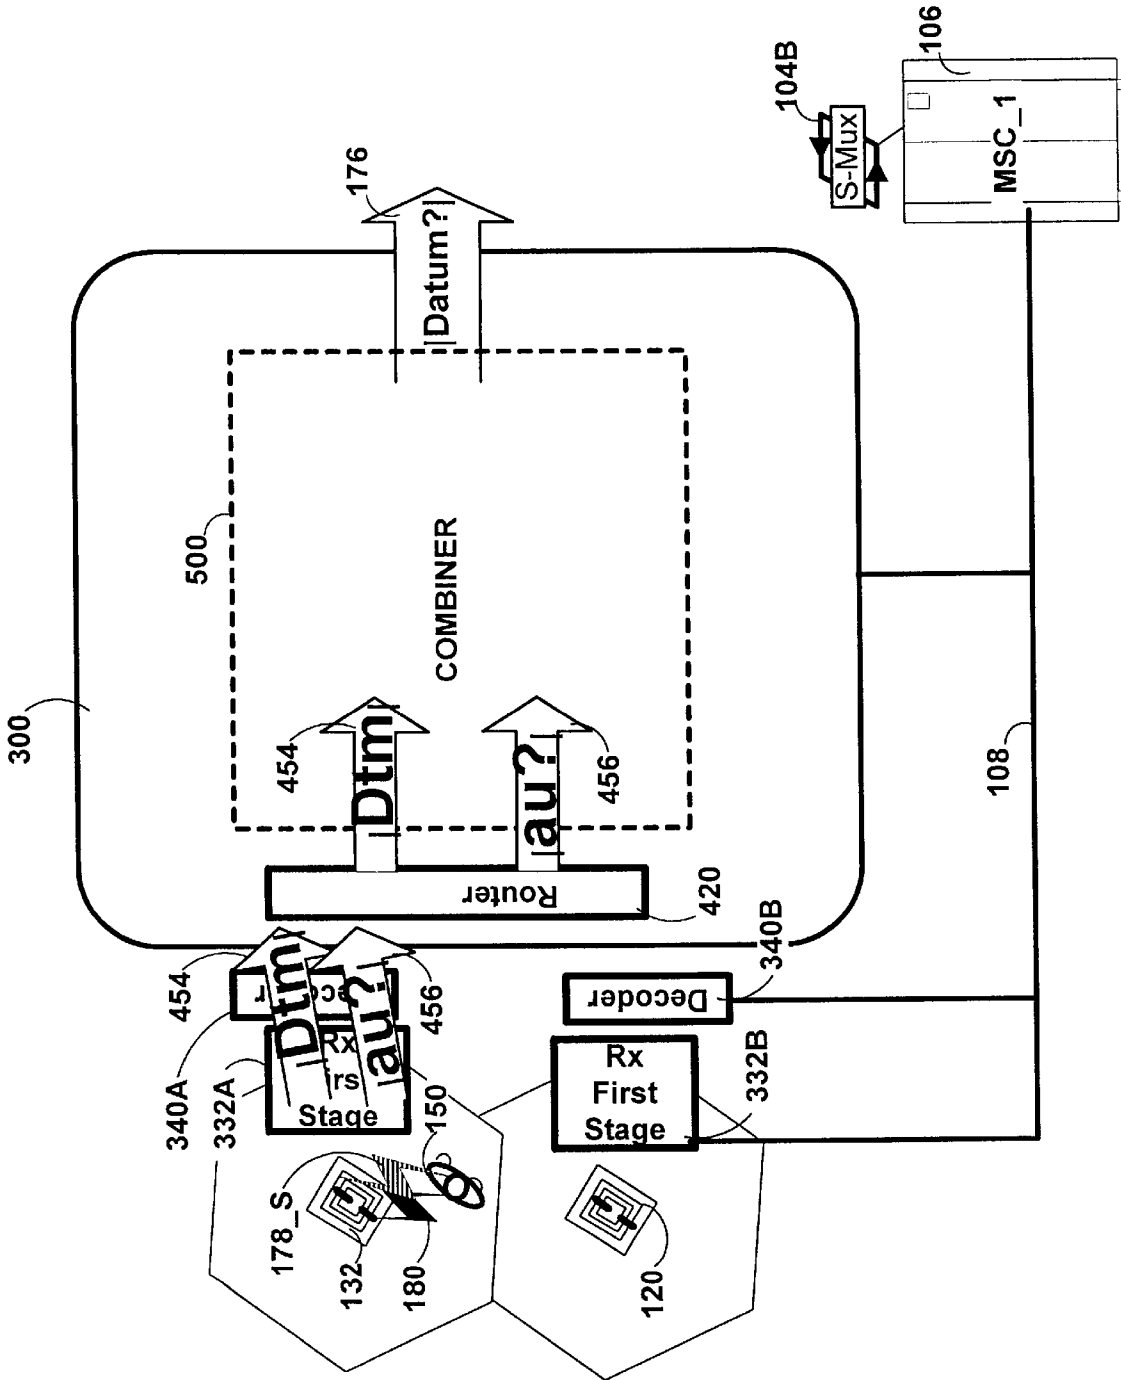 300
340A
454
500
332A
178_S
|Dtm|
454
132
|au?|
Rx
rst
Stage
|Dtm|
176
180
150
456
COMBINER
|Datum?|
Router
|au?|
456
Rx
First
Stage
Decoder
120
332B
420
340B
104B
S-Mux
106
MSC_1
108